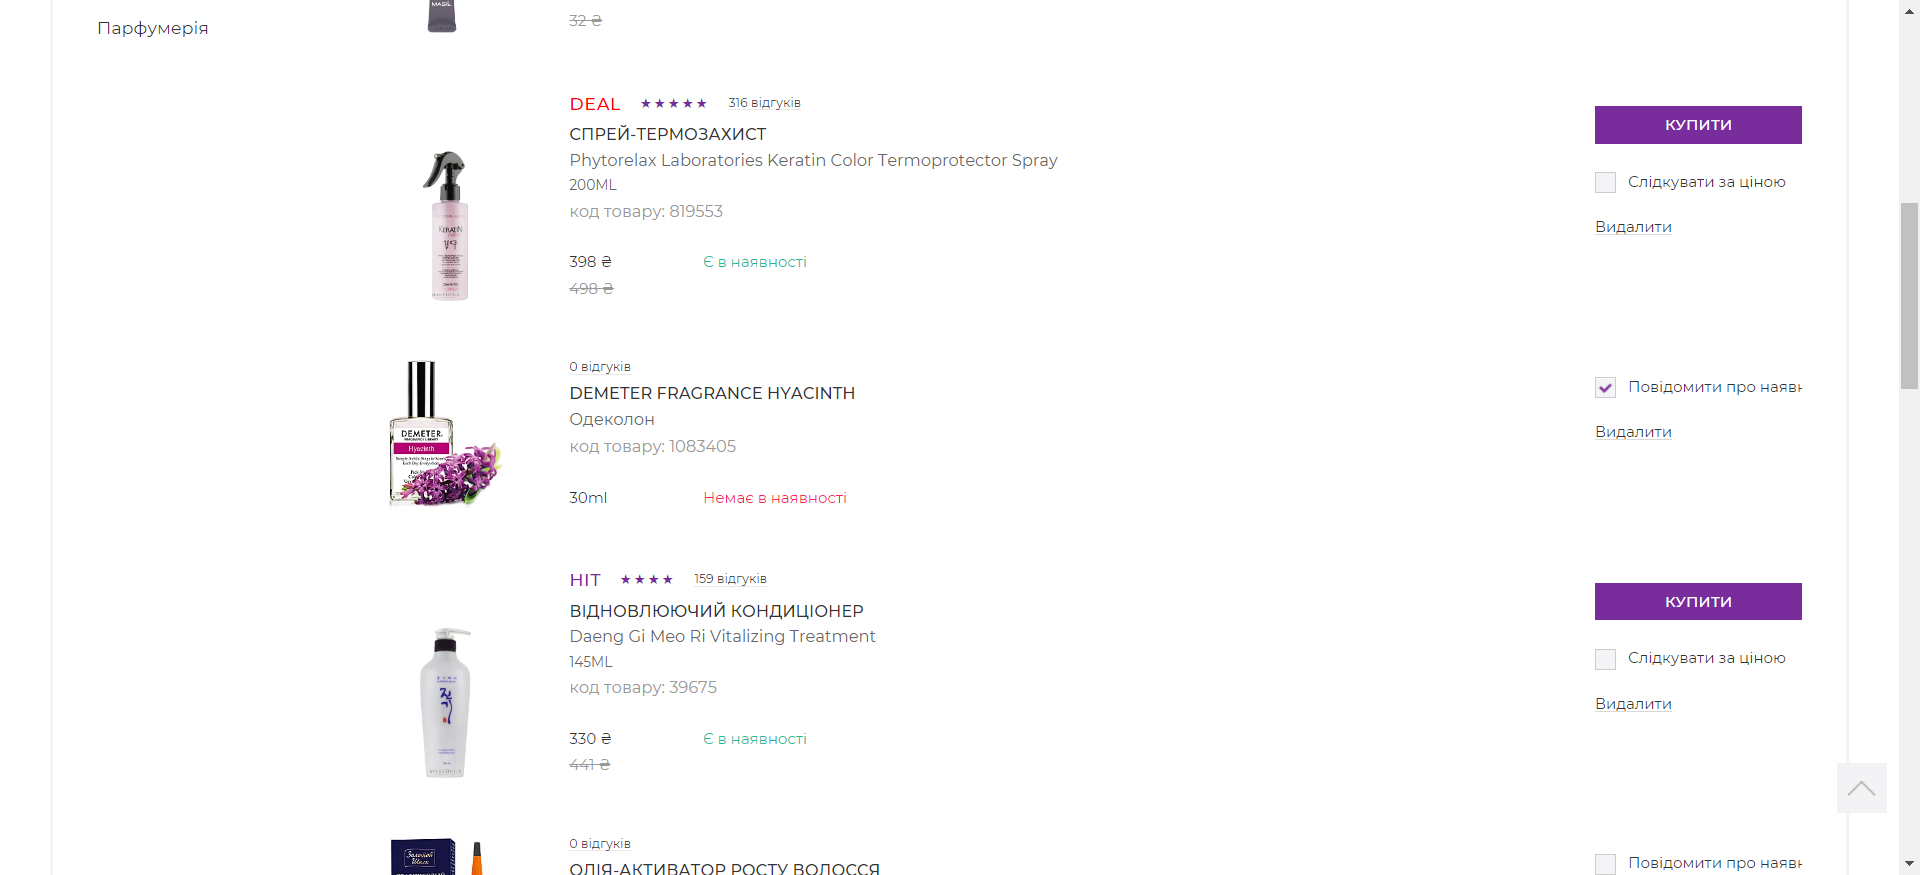 Парфумерія
MASIL
32 ₴
DEAL ★★★★★ 316 відгуків
СПРЕЙ-ТЕРМОЗАХИСТ
Phytorelax Laboratories Keratin Color Termoprotector Spray
200ML
код товару: 819553
398 ₴ Є в наявності
498 ₴
КУПИТИ
Слідкувати за ціною
Видалити
KERATIN
0 відгуків
DEMETER FRAGRANCE HYACINTH
Одеколон
код товару: 1083405
30ml Немає в наявності
Повідомити про наявн
Видалити
DEMETER
Hyacinth
HIT ★★★★ 159 відгуків
ВІДНОВЛЮЮЧИЙ КОНДИЦІОНЕР
Daeng Gi Meo Ri Vitalizing Treatment
145ML
код товару: 39675
330 ₴ Є в наявності
441 ₴
КУПИТИ
Слідкувати за ціною
Видалити
0 відгуків
ОЛІЯ-АКТИВАТОР РОСТУ ВОЛОССЯ
Повідомити про наявн
Золотой
Шелк